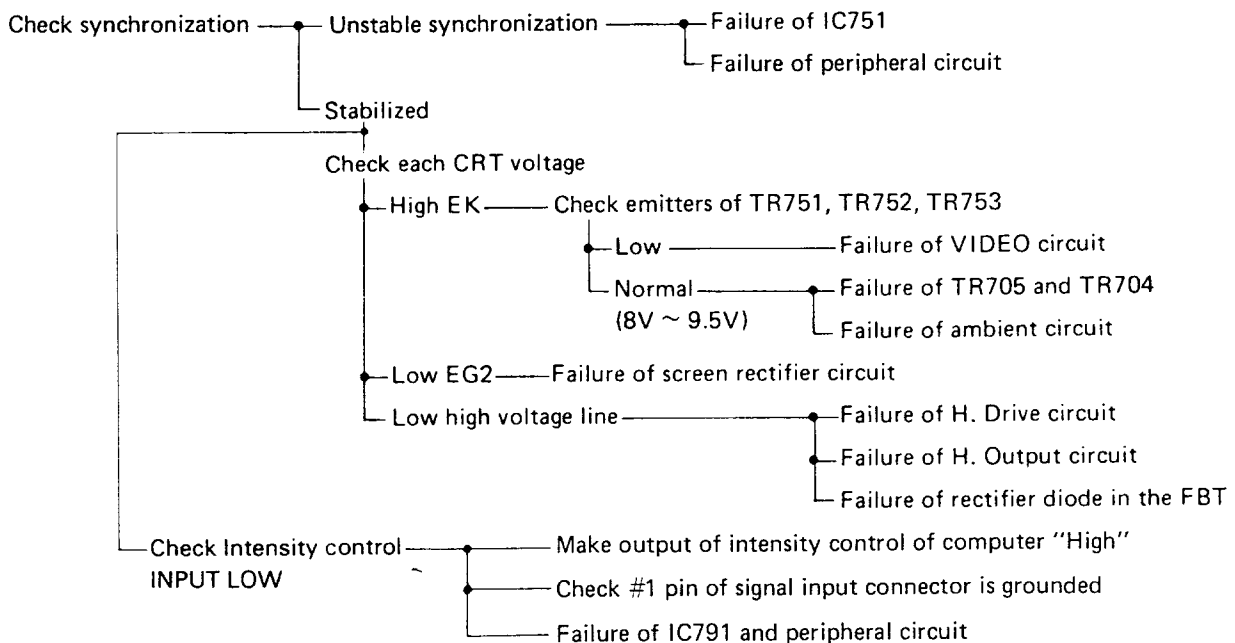 Check synchronization
Unstable synchronization
Failure of IC751
Failure of peripheral circuit
Stabilized
Check each CRT voltage
High EK
Check emitters of TR751, TR752, TR753
Low
Failure of VIDEO circuit
Normal
(8V ~ 9.5V)
Failure of TR705 and TR704
Failure of ambient circuit
Low EG2
Failure of screen rectifier circuit
Low high voltage line
Failure of H. Drive circuit
Failure of H. Output circuit
Failure of rectifier diode in the FBT
Check Intensity control
INPUT LOW
Make output of intensity control of computer "High"
Check #1 pin of signal input connector is grounded
Failure of IC791 and peripheral circuit